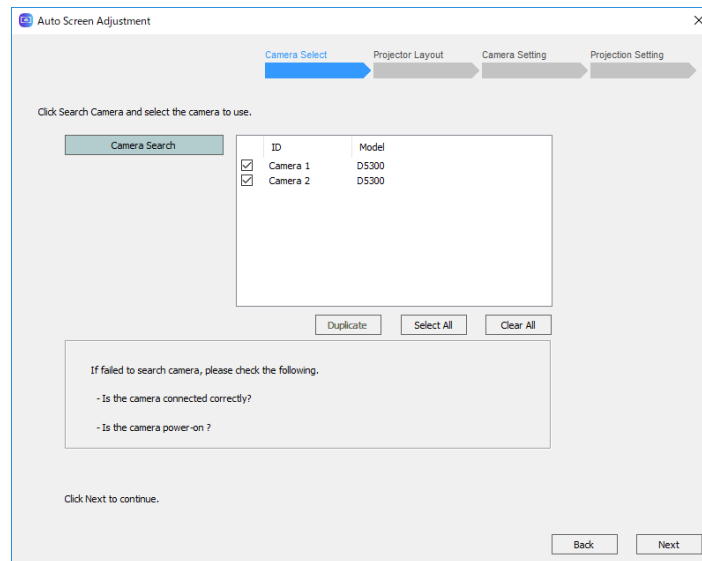 Auto Screen Adjustment
Camera Select Projector Layout Camera Setting Projection Setting
Click Search Camera and select the camera to use.
Camera Search
ID Model
Camera 1 D5300
Camera 2 D5300
Duplicate Select All Clear All
If failed to search camera, please check the following.
- Is the camera connected correctly?
- Is the camera power-on ?
Click Next to continue.
Back Next